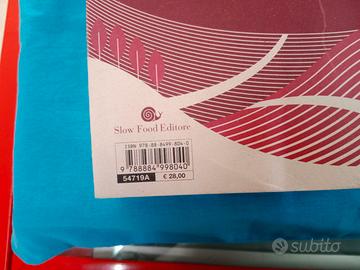 Slow Food Editore
ISBN 978-88-8499-804-0
9 788884 998040
54719A
€ 28,00
subito